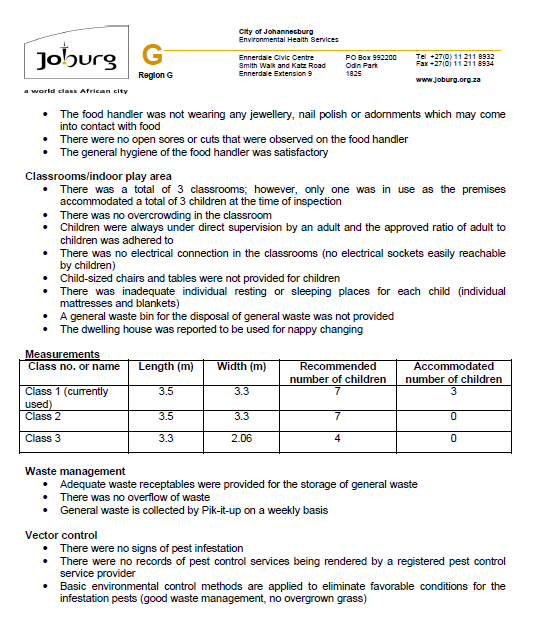 City of Johannesburg
Environmental Health Services
Joburg
a world class African city
G
Region G
Ennerdale Civic Centre
Smith Walk and Katz Road
Ennerdale Extension 9
PO Box 992200
Odin Park
1825
Tel +27(0) 11 211 8932
Fax +27(0) 11 211 8934
www.joburg.org.za
• The food handler was not wearing any jewellery, nail polish or adornments which may come
into contact with food
• There were no open sores or cuts that were observed on the food handler
• The general hygiene of the food handler was satisfactory
Classrooms/indoor play area
• There was a total of 3 classrooms; however, only one was in use as the premises
accommodated a total of 3 children at the time of inspection
• There was no overcrowding in the classroom
• Children were always under direct supervision by an adult and the approved ratio of adult to
children was adhered to
• There was no electrical connection in the classrooms (no electrical sockets easily reachable
by children)
• Child-sized chairs and tables were not provided for children
• There was inadequate individual resting or sleeping places for each child (individual
mattresses and blankets)
• A general waste bin for the disposal of general waste was not provided
• The dwelling house was reported to be used for nappy changing
Measurements
Class no. or name Length (m) Width (m) Recommended number of children Accommodated number of children
Class 1 (currently used) 3.5 3.3 7 3
Class 2 3.5 3.3 7 0
Class 3 3.3 2.06 4 0
Waste management
• Adequate waste receptables were provided for the storage of general waste
• There was no overflow of waste
• General waste is collected by Pik-it-up on a weekly basis
Vector control
• There were no signs of pest infestation
• There were no records of pest control services being rendered by a registered pest control
service provider
• Basic environmental control methods are applied to eliminate favorable conditions for the
infestation pests (good waste management, no overgrown grass)